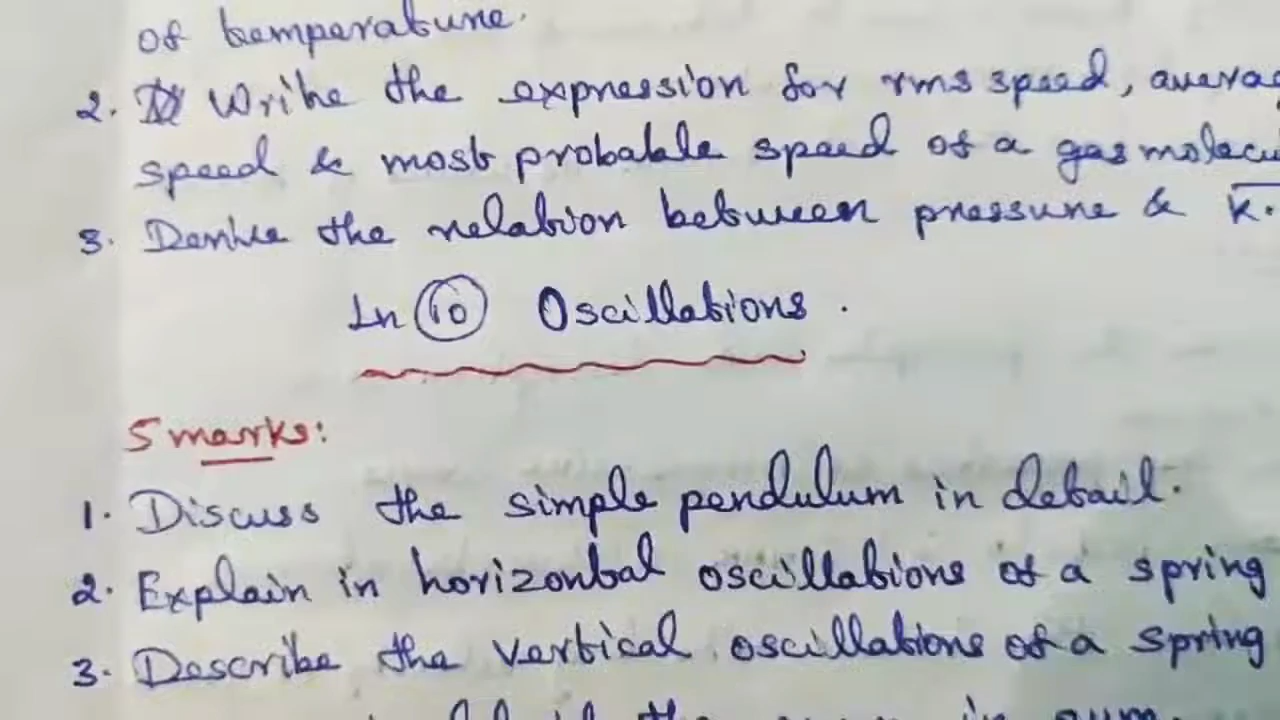 of temperature.
2. Write the expression for rms speed, averag
speed & most probable speed of a gas molecu
3. Derive the relation between pressure & K.
Ln 10 Oscillations.
5 marks:
1. Discuss the simple pendulum in detail.
2. Explain in horizontal oscillations of a spring
3. Describe the vertical oscillations of a spring
the in